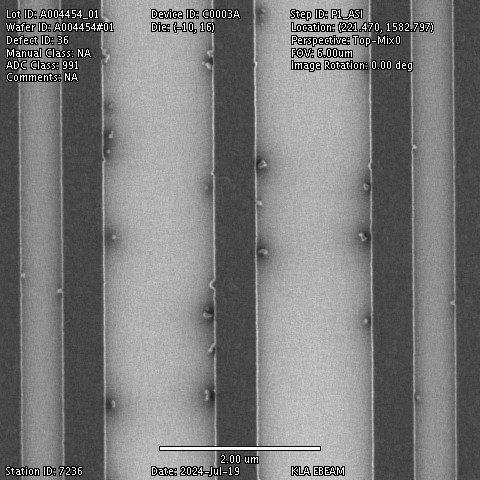 Lot ID: A004454_01
Wafer ID: A004454#01
Defect ID: 36
Manual Class: NA
ADC Class: 991
Comments: NA
Device ID: C0003A
Die: (-10, 16)
Step ID: P1_ASI
Location: (221.470, 1582.797)
Perspective: Top-Mix0
FOV: 5.00um
Image Rotation: 0.00 deg
2.00 um
Station ID: 7236
Date: 2024-Jul-19
KLA EBEAM